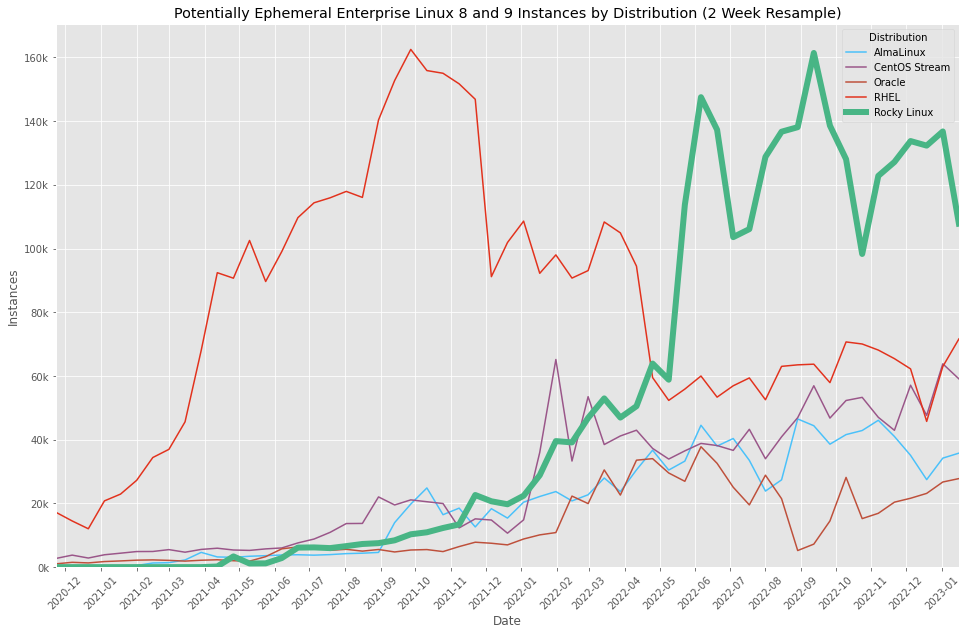 Potentially Ephemeral Enterprise Linux 8 and 9 Instances by Distribution (2 Week Resample)
Distribution
AlmaLinux
CentOS Stream
Oracle
RHEL
Rocky Linux
Instances
160k
140k
120k
100k
80k
60k
40k
20k
0k
2020-12
2021-01
2021-02
2021-03
2021-04
2021-05
2021-06
2021-07
2021-08
2021-09
2021-10
2021-11
2021-12
2022-01
2022-02
2022-03
2022-04
2022-05
2022-06
2022-07
2022-08
2022-09
2022-10
2022-11
2022-12
2023-01
Date